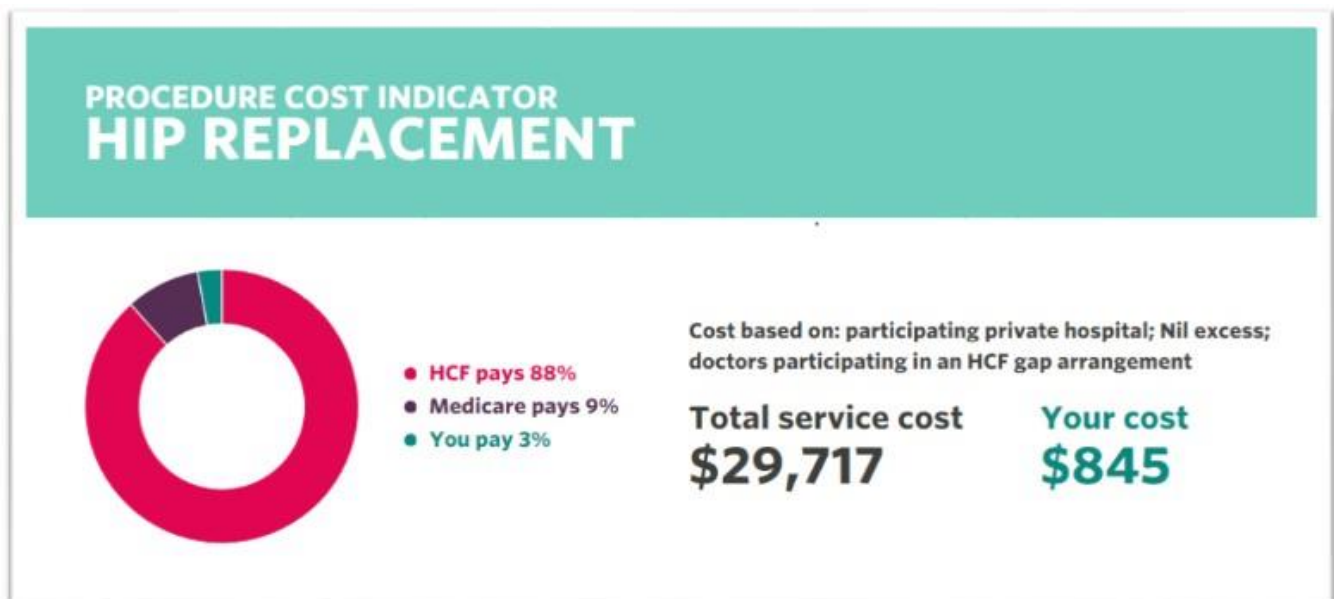 PROCEDURE COST INDICATOR
HIP REPLACEMENT
HCF pays 88%
Medicare pays 9%
You pay 3%
Cost based on: participating private hospital; Nil excess;
doctors participating in an HCF gap arrangement
Total service cost
$29,717
Your cost
$845